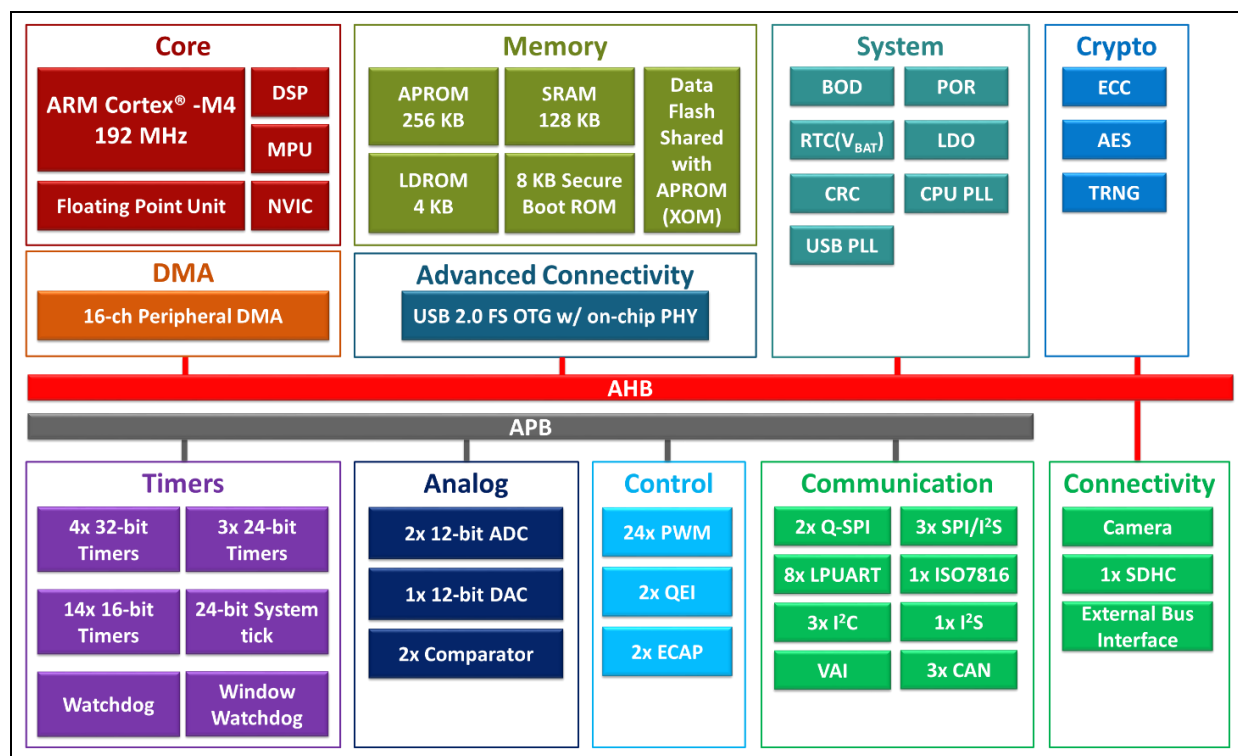 Core
ARM Cortex® -M4
192 MHz
DSP
MPU
Floating Point Unit
NVIC
Memory
APROM
256 KB
SRAM
128 KB
Data
Flash
Shared
with
APROM
(XOM)
LDROM
4 KB
8 KB Secure
Boot ROM
System
BOD
POR
RTC(VBAT)
LDO
CRC
CPU PLL
USB PLL
Crypto
ECC
AES
TRNG
DMA
16-ch Peripheral DMA
Advanced Connectivity
USB 2.0 FS OTG w/ on-chip PHY
AHB
APB
Timers
4x 32-bit
Timers
3x 24-bit
Timers
14x 16-bit
Timers
24-bit System
tick
Watchdog
Window
Watchdog
Analog
2x 12-bit ADC
1x 12-bit DAC
2x Comparator
Control
24x PWM
2x QEI
2x ECAP
Communication
2x Q-SPI
3x SPI/I²S
8x LPUART
1x ISO7816
3x I²C
1x I²S
VAI
3x CAN
Connectivity
Camera
1x SDHC
External Bus
Interface